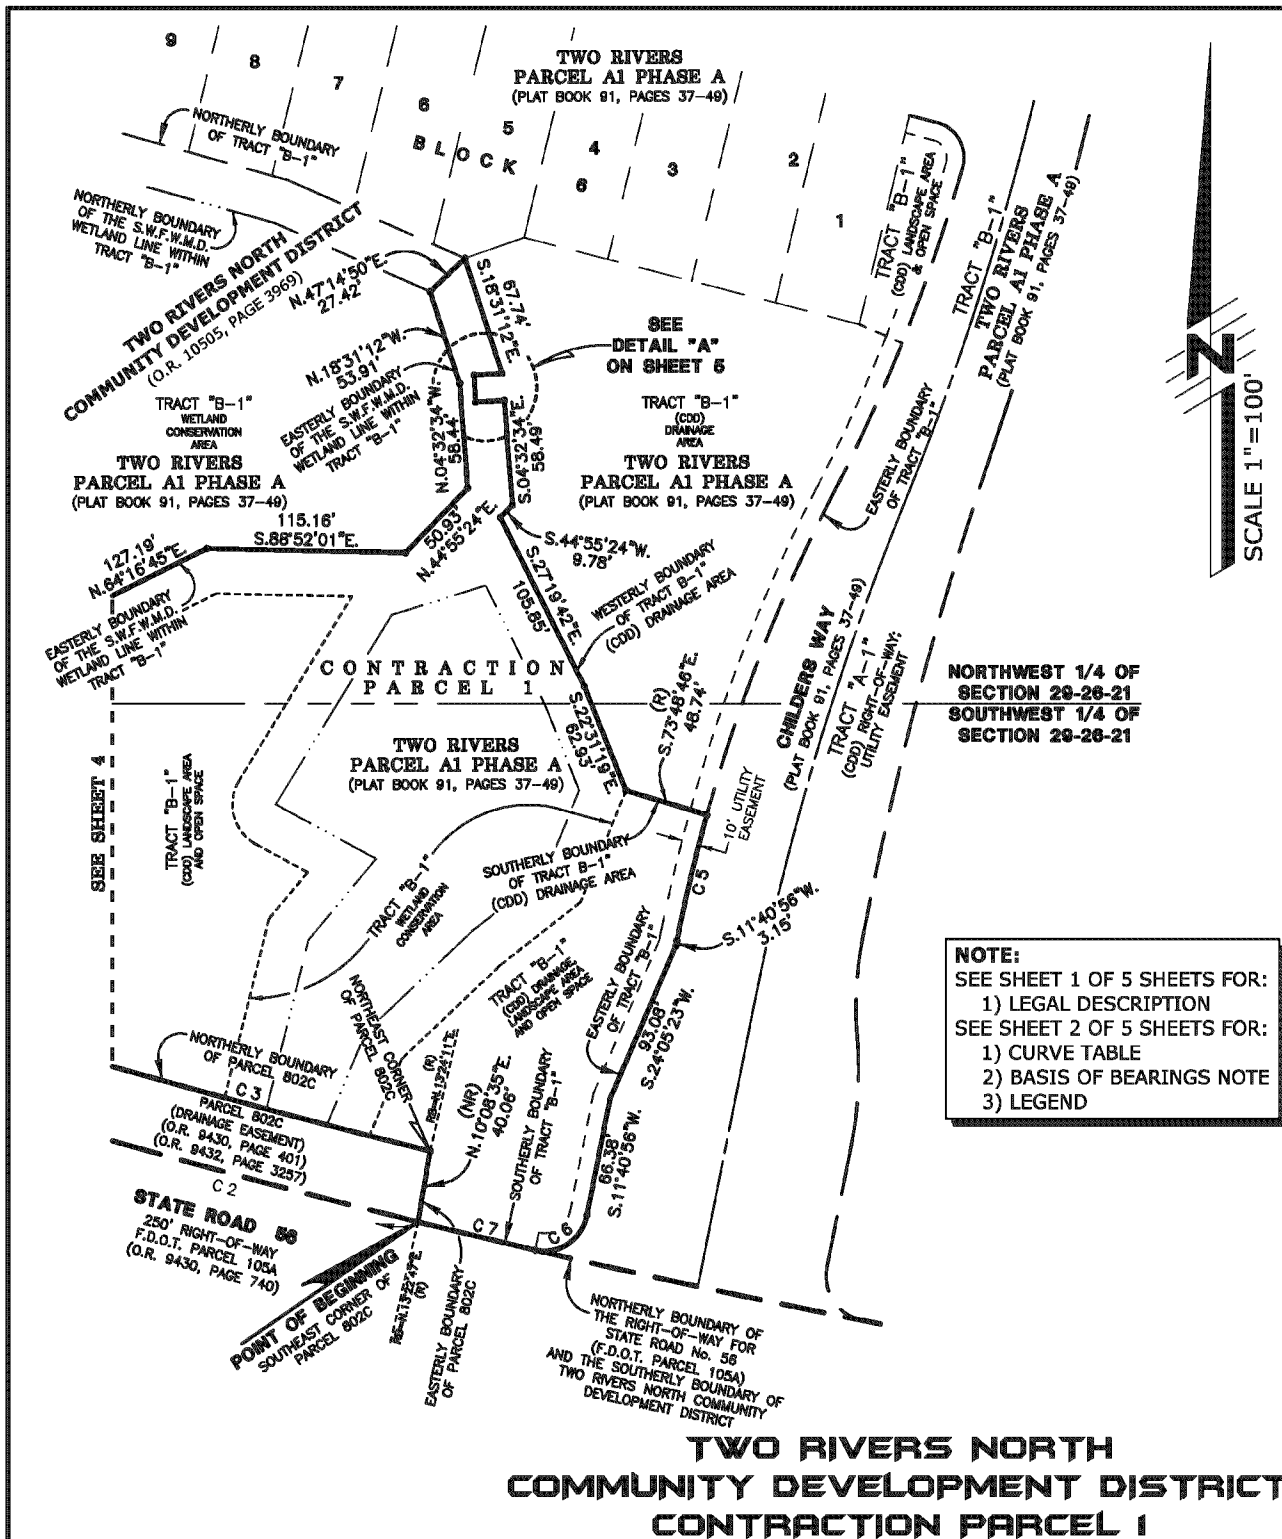 9
8
7
6
5
4
6
3
2
1
B L O C K
TWO RIVERS
PARCEL A1 PHASE A
(PLAT BOOK 91, PAGES 37-49)
NORTHERLY BOUNDARY
OF TRACT "B-1"
NORTHERLY BOUNDARY
OF THE S.W.F.W.M.D.
WETLAND LINE WITHIN
TRACT "B-1"
TWO RIVERS NORTH
COMMUNITY DEVELOPMENT DISTRICT
(O.R. 10505, PAGE 3969)
N.47°14'50"E.
27.42'
S.18°31'12"E.
67.74'
N.18°31'12"W.
53.91'
EASTERLY BOUNDARY
OF THE S.W.F.W.M.D.
WETLAND LINE WITHIN
TRACT "B-1"
N.04°32'34"W.
58.44'
S.04°32'34"E.
58.49'
SEE
DETAIL "A"
ON SHEET 5
TRACT "B-1"
(CDD)
DRAINAGE
AREA
TWO RIVERS
PARCEL A1 PHASE A
(PLAT BOOK 91, PAGES 37-49)
TRACT "B-1"
WETLAND
CONSERVATION
AREA
TWO RIVERS
PARCEL A1 PHASE A
(PLAT BOOK 91, PAGES 37-49)
TRACT "B-1"
(CDD) LANDSCAPE AREA
& OPEN SPACE
TRACT "B-1"
TWO RIVERS
PARCEL A1 PHASE A
(PLAT BOOK 91, PAGES 37-49)
EASTERLY BOUNDARY
OF TRACT "B-1"
N
SCALE 1"=100'
127.19'
N.64°16'45"E.
115.16'
S.88°52'01"E.
50.93'
N.44°55'24"E.
S.44°55'24"W.
9.78'
S.27°19'42"E.
105.85'
WESTERLY BOUNDARY
OF TRACT B-1"
(CDD) DRAINAGE AREA
EASTERLY BOUNDARY
OF THE S.W.F.W.M.D.
WETLAND LINE WITHIN
TRACT "B-1"
CONTRACTION
PARCEL 1
S.22°31'19"E.
62.93'
S.73°48'46"E.
(R)
48.74'
CHILDERS WAY
(PLAT BOOK 91, PAGES 37-49)
TRACT "A-1"
(CDD) RIGHT-OF-WAY;
UTILITY EASEMENT
NORTHWEST 1/4 OF
SECTION 29-26-21
SOUTHWEST 1/4 OF
SECTION 29-26-21
TWO RIVERS
PARCEL A1 PHASE A
(PLAT BOOK 91, PAGES 37-49)
SEE SHEET 4
TRACT "B-1"
(CDD) LANDSCAPE AREA
AND OPEN SPACE
10' UTILITY
EASEMENT
SOUTHERLY BOUNDARY
OF TRACT B-1"
(CDD) DRAINAGE AREA
TRACT "B-1"
WETLAND
CONSERVATION
AREA
C 5
S.11°40'56"W.
3.15'
EASTERLY BOUNDARY
OF TRACT "B-1"
TRACT "B-1"
(CDD) DRAINAGE,
LANDSCAPE AREA
AND OPEN SPACE
93.08'
S.24°05'23"W.
NORTHEAST CORNER
OF PARCEL 802C
(R)
RB=N.13°24'11"E.
N.10°08'35"E.
(NR)
40.06'
SOUTHERLY BOUNDARY
OF TRACT "B-1"
66.38'
S.11°40'56"W.
NORTHERLY BOUNDARY
OF PARCEL 802C
C 3
PARCEL 802C
(DRAINAGE EASEMENT)
(O.R. 9430, PAGE 401)
(O.R. 9432, PAGE 3257)
C 2
STATE ROAD 56
250' RIGHT-OF-WAY
F.D.O.T. PARCEL 105A
(O.R. 9430, PAGE 740)
C 7
C 6
POINT OF BEGINNING
SOUTHEAST CORNER OF
PARCEL 802C
RB=N.13°22'47"E.
(R)
EASTERLY BOUNDARY
OF PARCEL 802C
NORTHERLY BOUNDARY OF
THE RIGHT-OF-WAY FOR
STATE ROAD No. 56
(F.D.O.T. PARCEL 105A)
AND THE SOUTHERLY BOUNDARY OF
TWO RIVERS NORTH COMMUNITY
DEVELOPMENT DISTRICT
NOTE:
SEE SHEET 1 OF 5 SHEETS FOR:
1) LEGAL DESCRIPTION
SEE SHEET 2 OF 5 SHEETS FOR:
1) CURVE TABLE
2) BASIS OF BEARINGS NOTE
3) LEGEND
TWO RIVERS NORTH
COMMUNITY DEVELOPMENT DISTRICT
CONTRACTION PARCEL 1